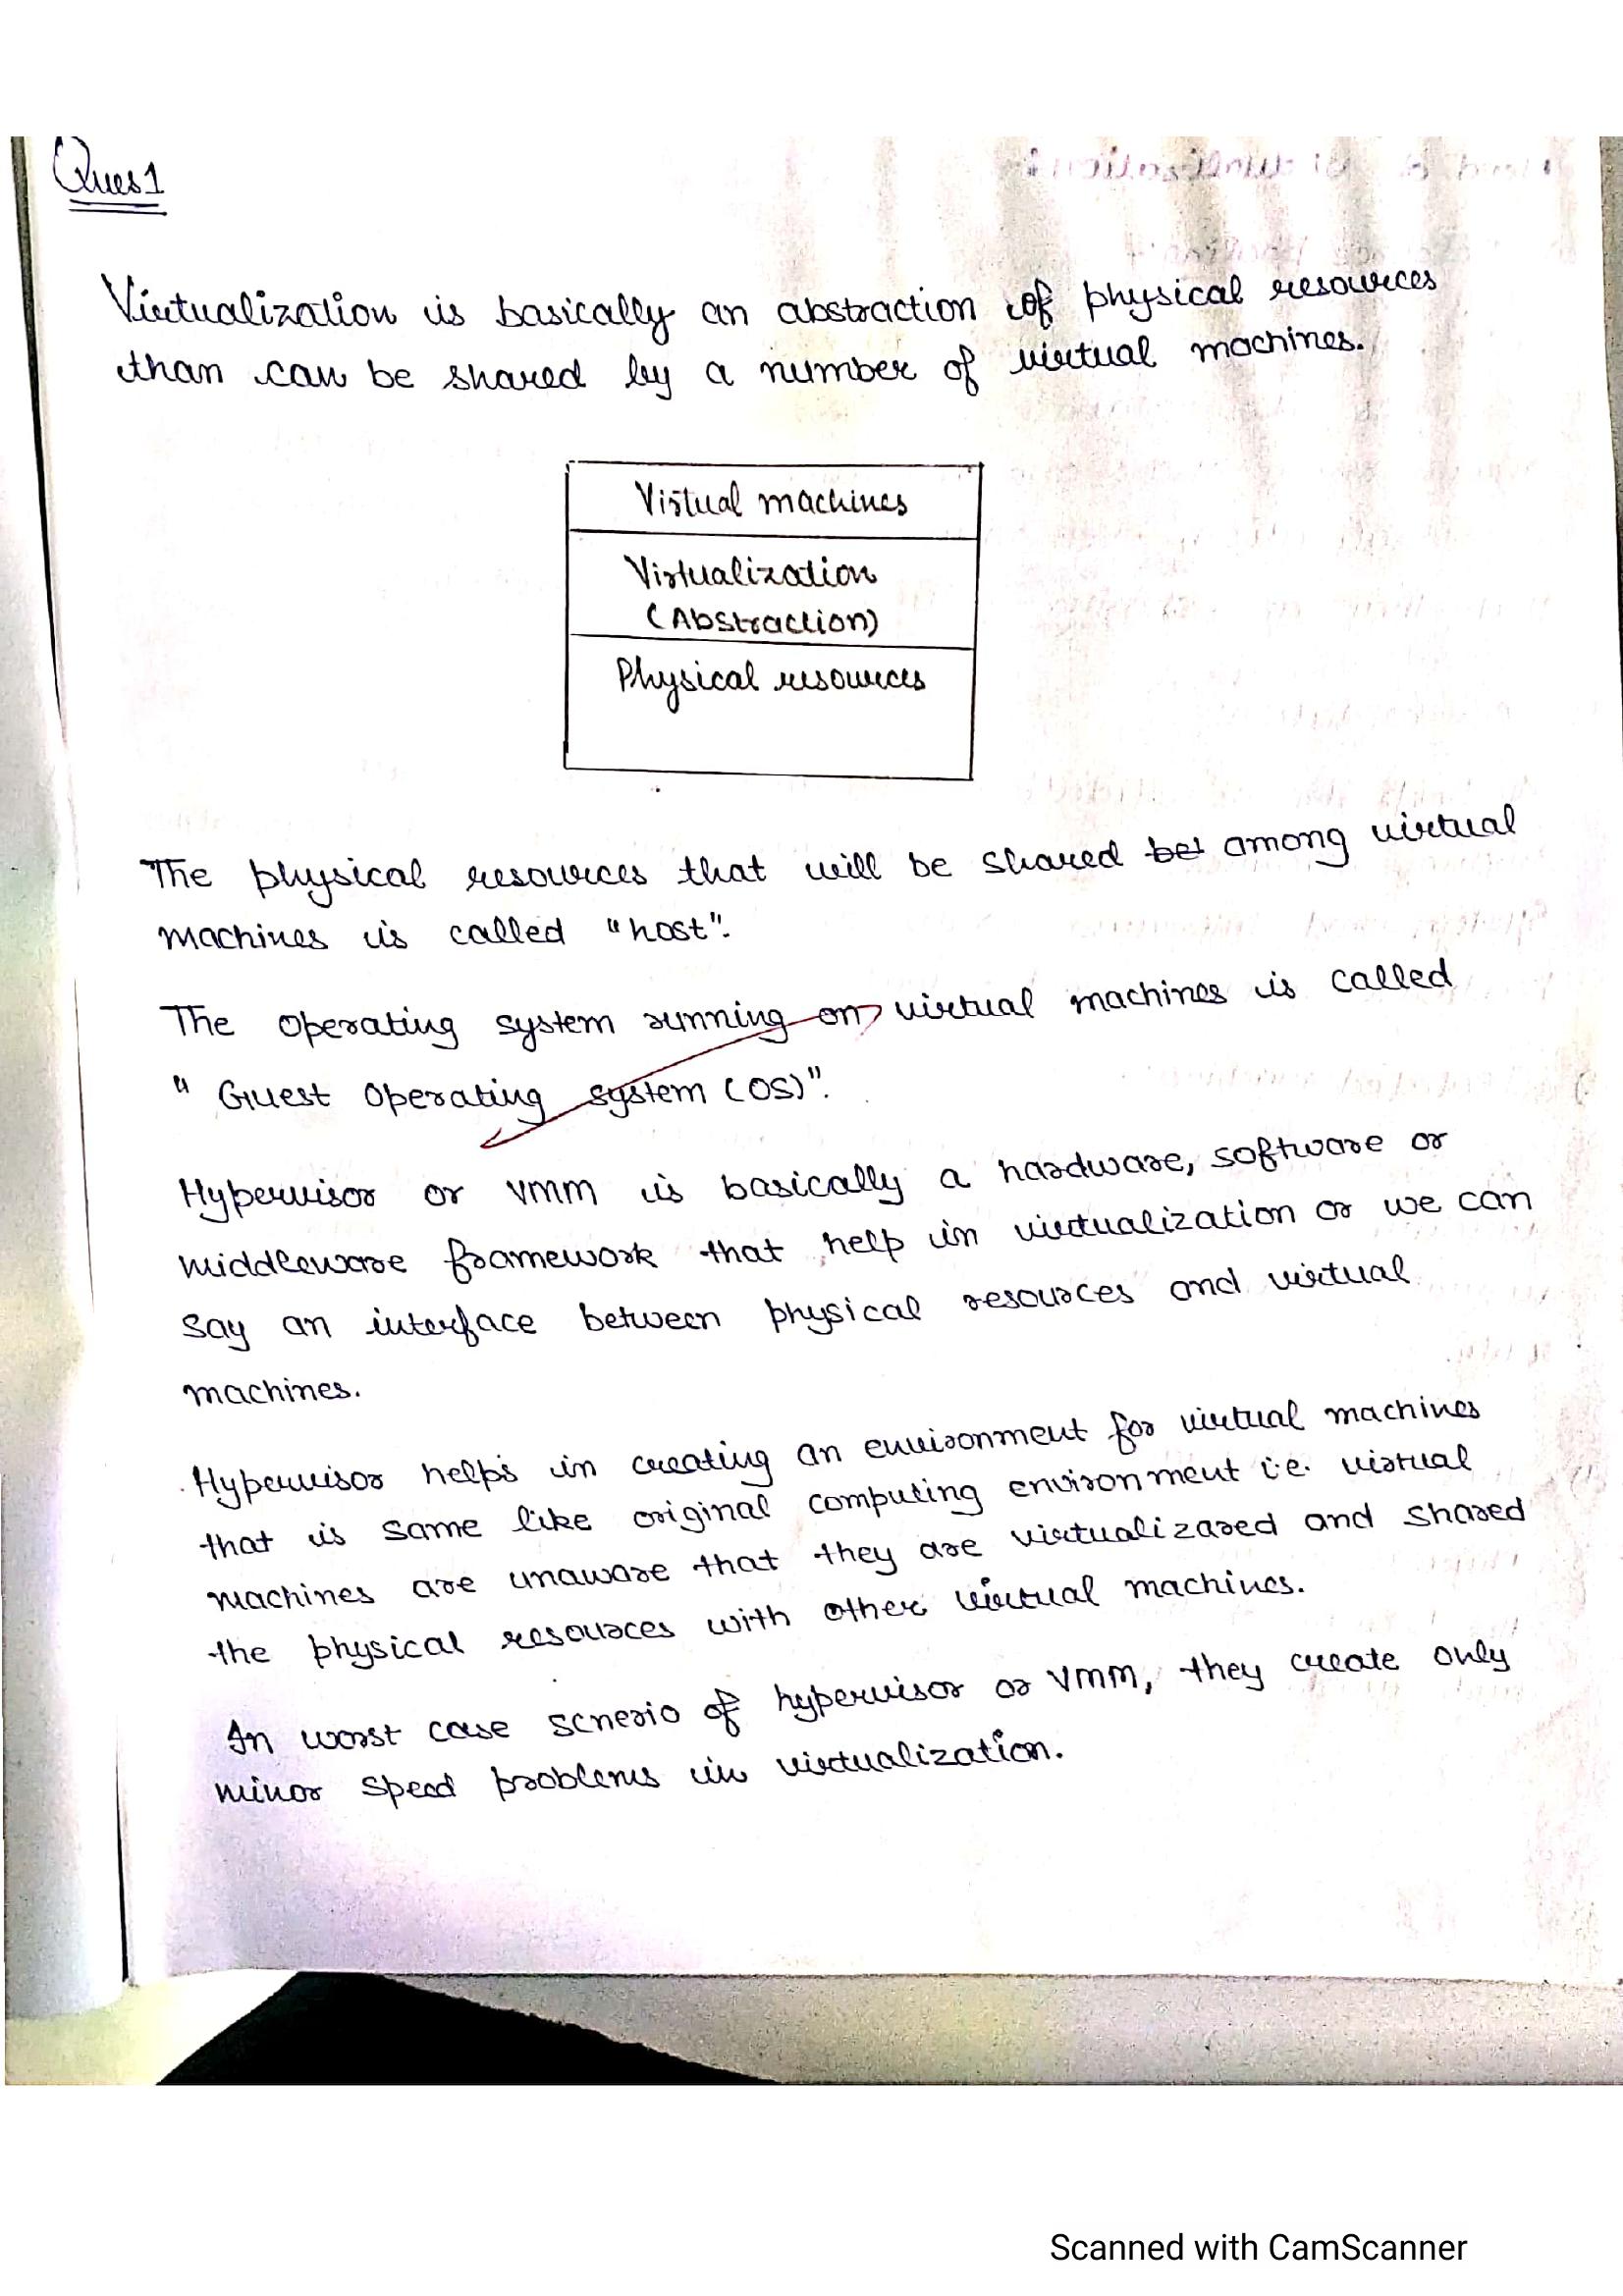 Ques 1
Virtualization is basically an abstraction of physical resources
than can be shared by a number of virtual machines.
Virtual machines
Virtualization
(Abstraction)
Physical resources
The physical resources that will be shared bet among virtual
machines is called "host".
The operating system running on virtual machines is called
"Guest Operating system (OS)".
Hypervisor or VMM is basically a hardware, software or
middleware framework that help in virtualization or we can
say an interface between physical resources and virtual
machines.
Hypervisor helps in creating an environment for virtual machines
that is same like original computing environment i.e. virtual
machines are unaware that they are virtualizared and shared
the physical resources with other virtual machines.
In worst case scnerio of hypervisor or VMM, they create only
minor speed problems in virtualization.
Scanned with CamScanner